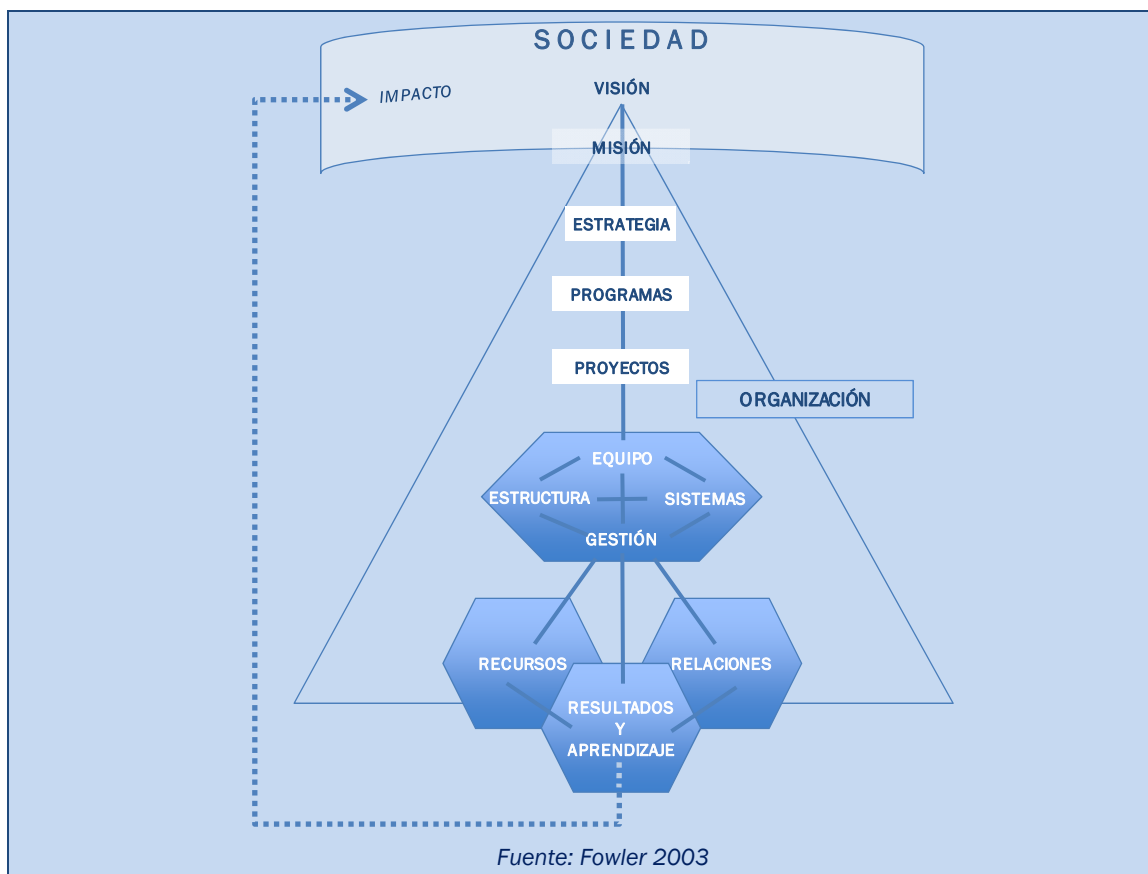 SOCIEDAD
VISIÓN
IMPACTO
MISIÓN
ESTRATEGIA
PROGRAMAS
PROYECTOS
ORGANIZACIÓN
EQUIPO
ESTRUCTURA
SISTEMAS
GESTIÓN
RECURSOS
RELACIONES
RESULTADOS
Y
APRENDIZAJE
Fuente: Fowler 2003